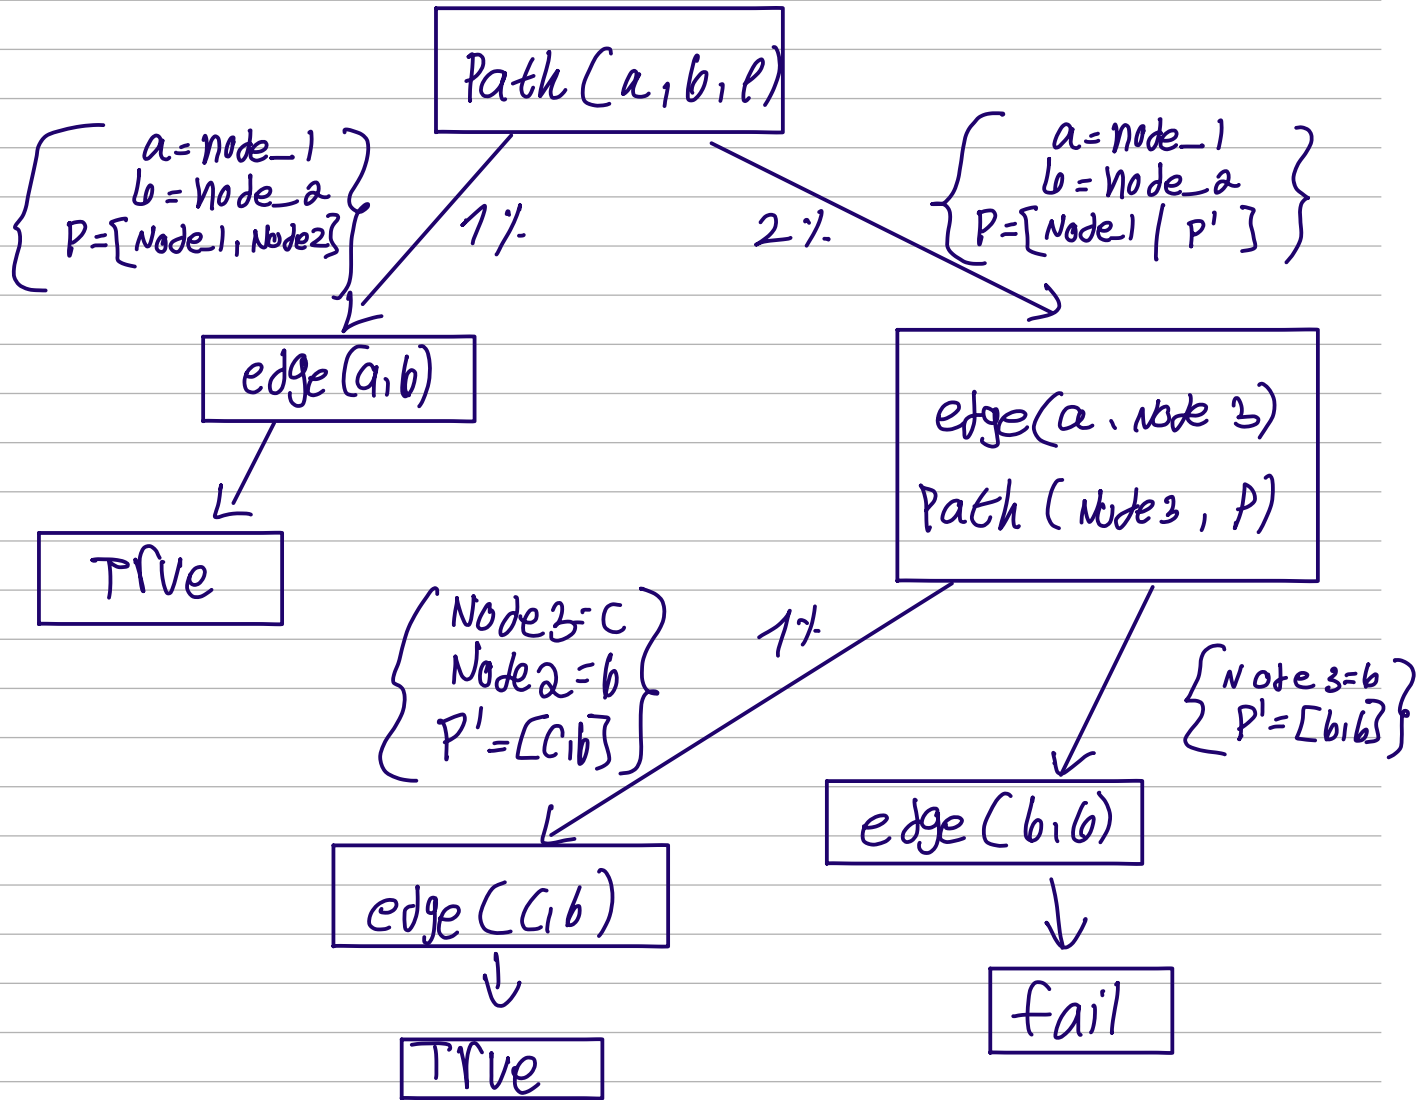 Path(a,b,P)
a=node_1
b=node_2
P=[Node_1, Node2]
1%
2%
a=node_1
b=node_2
P=[Node_1 / P' ]
edge(a,b)
edge(a, Node 3)
Path (Node3, P)
True
Node3=C
Node2=b
P'=[C,b]
1%
Node3=b
P'=[b,b]
edge(b,b)
edge(C,b)
fail
True